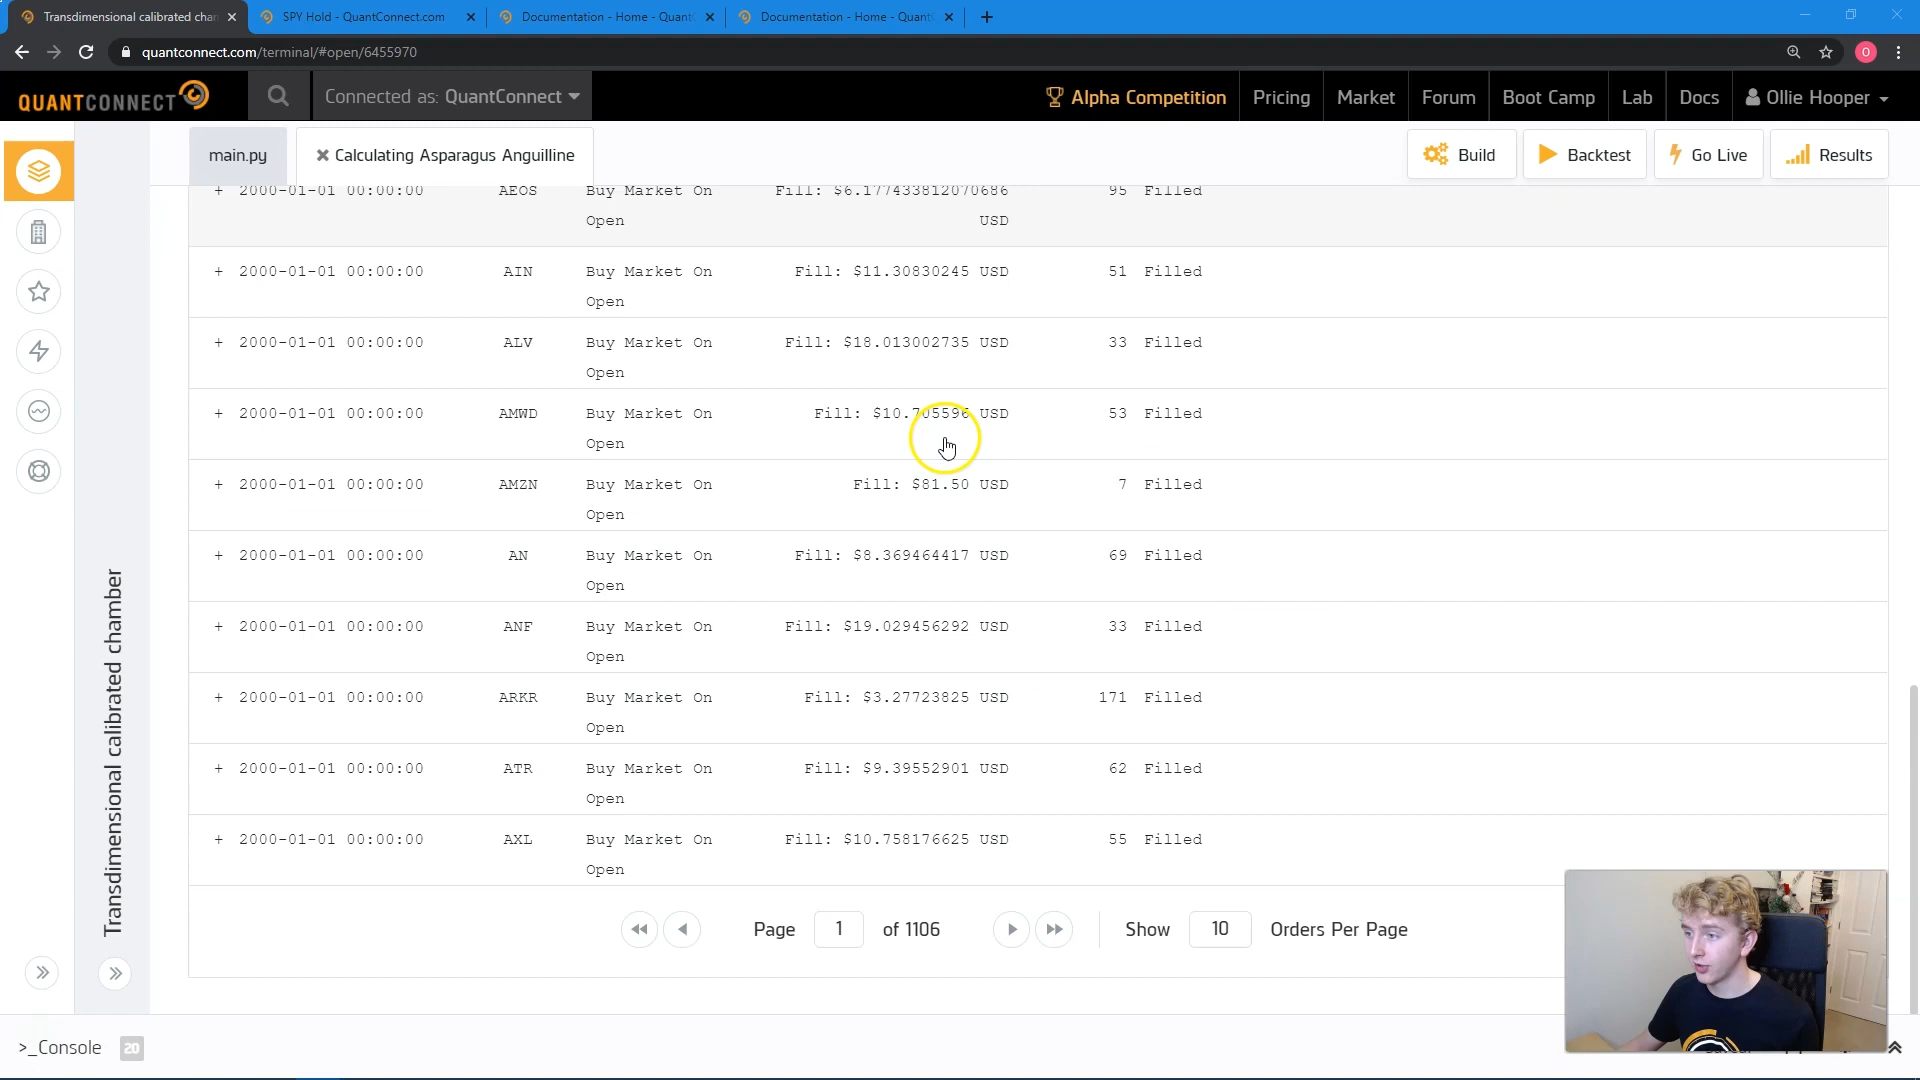 Transdimensional calibrated chan
SPY Hold - QuantConnect.com
Documentation - Home - Quant
Documentation - Home - Quant
quantconnect.com/terminal/#open/6455970
O
QUANTCONNECT
Connected as: QuantConnect
Alpha Competition
Pricing
Market
Forum
Boot Camp
Lab
Docs
Ollie Hooper
main.py
Calculating Asparagus Anguilline
Build
Backtest
Go Live
Results
+ 2000-01-01 00:00:00 AEOS Buy Market On Fill: $6.177433812070686 95 Filled
Open USD
+ 2000-01-01 00:00:00 AIN Buy Market On Fill: $11.30830245 USD 51 Filled
Open
+ 2000-01-01 00:00:00 ALV Buy Market On Fill: $18.013002735 USD 33 Filled
Open
+ 2000-01-01 00:00:00 AMWD Buy Market On Fill: $10.705596 USD 53 Filled
Open
+ 2000-01-01 00:00:00 AMZN Buy Market On Fill: $81.50 USD 7 Filled
Open
+ 2000-01-01 00:00:00 AN Buy Market On Fill: $8.369464417 USD 69 Filled
Open
+ 2000-01-01 00:00:00 ANF Buy Market On Fill: $19.029456292 USD 33 Filled
Open
+ 2000-01-01 00:00:00 ARKR Buy Market On Fill: $3.27723825 USD 171 Filled
Open
+ 2000-01-01 00:00:00 ATR Buy Market On Fill: $9.39552901 USD 62 Filled
Open
+ 2000-01-01 00:00:00 AXL Buy Market On Fill: $10.758176625 USD 55 Filled
Open
Transdimensional calibrated chamber
Page 1 of 1106
Show 10 Orders Per Page
>_Console 20